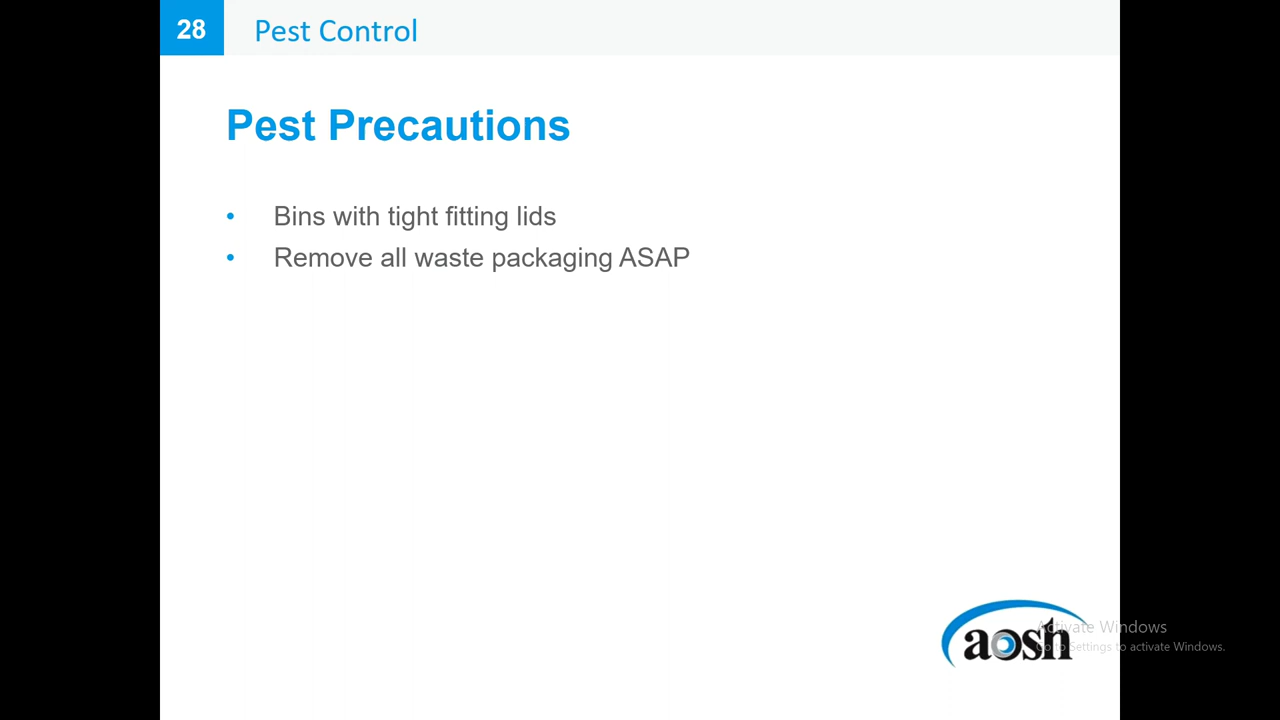 28 Pest Control
Pest Precautions
• Bins with tight fitting lids
• Remove all waste packaging ASAP
aosh
Activate Windows
Go to Settings to activate Windows.